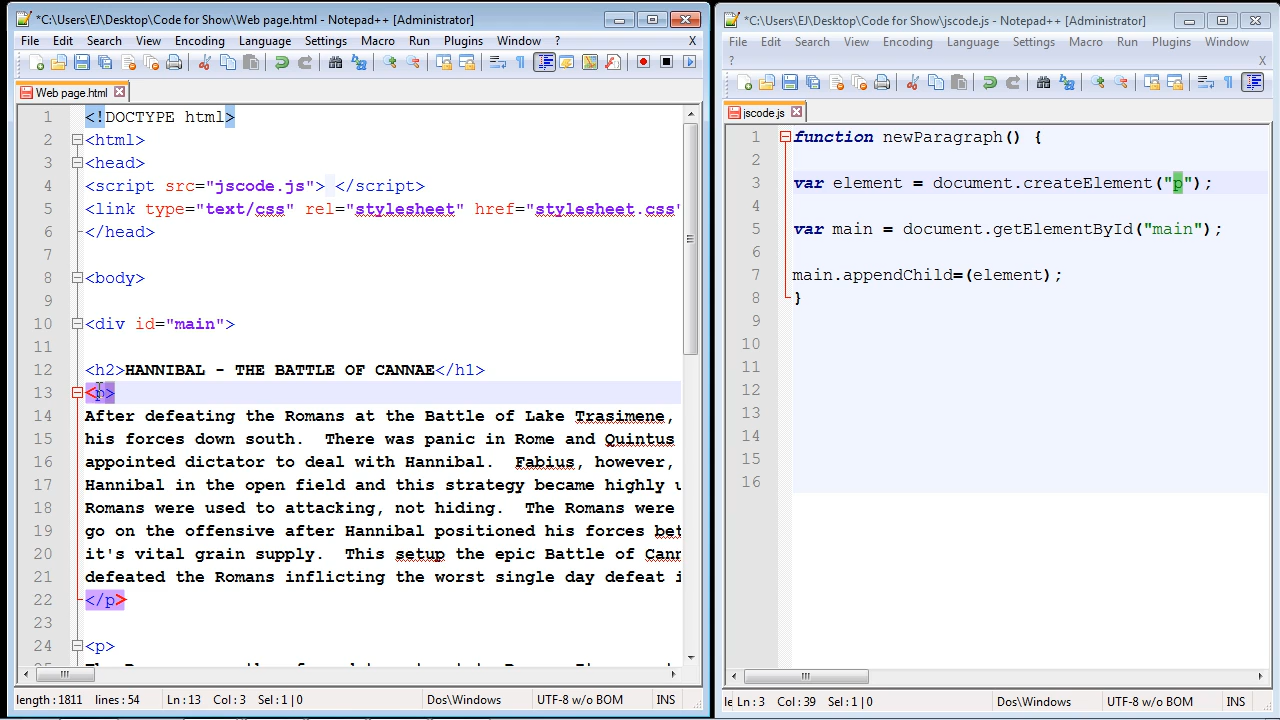 *C:\Users\EJ\Desktop\Code for Show\Web page.html - Notepad++ [Administrator]
File Edit Search View Encoding Language Settings Macro Run Plugins Window ? X
Web page.html
1 <!DOCTYPE html>
2 <html>
3 <head>
4 <script src="jscode.js"> </script>
5 <link type="text/css" rel="stylesheet" href="stylesheet.css"
6 </head>
7
8 <body>
9
10 <div id="main">
11
12 <h2>HANNIBAL - THE BATTLE OF CANNAE</h1>
13 <p>
14 After defeating the Romans at the Battle of Lake Trasimene,
15 his forces down south.  There was panic in Rome and Quintus
16 appointed dictator to deal with Hannibal.  Fabius, however,
17 Hannibal in the open field and this strategy became highly u
18 Romans were used to attacking, not hiding.  The Romans were
19 go on the offensive after Hannibal positioned his forces bet
20 it's vital grain supply.  This setup the epic Battle of Cann
21 defeated the Romans inflicting the worst single day defeat i
22 </p>
23
24 <p>
length : 1811 lines : 54 Ln : 13 Col : 3 Sel : 1 | 0 Dos\Windows UTF-8 w/o BOM INS
*C:\Users\EJ\Desktop\Code for Show\jscode.js - Notepad++ [Administrator]
File Edit Search View Encoding Language Settings Macro Run Plugins Window
? X
jscode.js
1 function newParagraph() {
2
3 var element = document.createElement("p");
4
5 var main = document.getElementById("main");
6
7 main.appendChild=(element);
8 }
9
10
11
12
13
14
15
16
le Ln : 3 Col : 39 Sel : 1 | 0 Dos\Windows UTF-8 w/o BOM INS